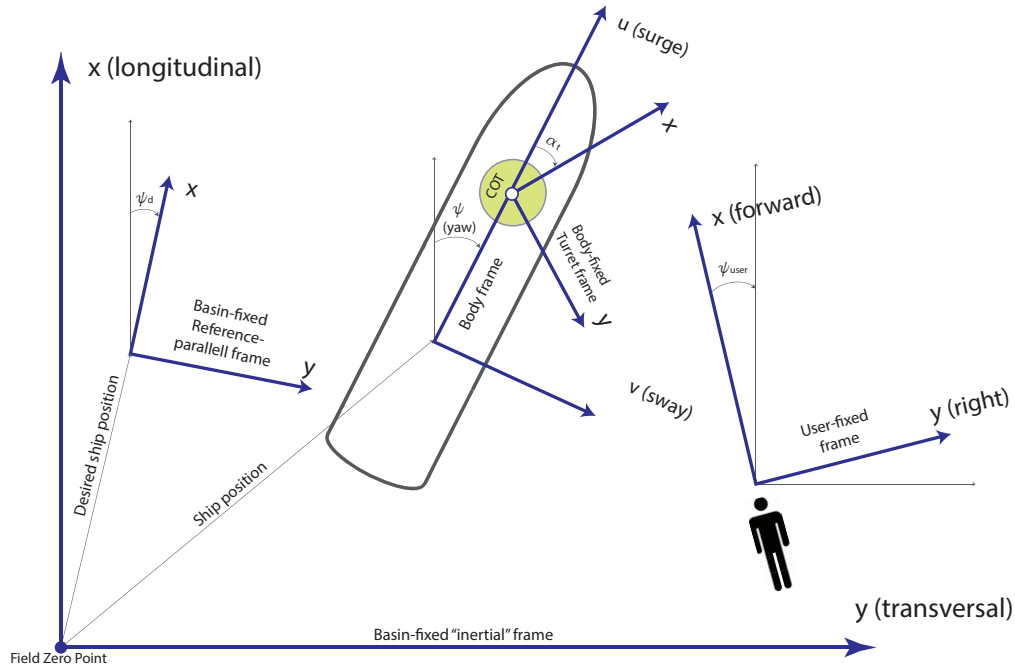 u (surge)
x (longitudinal)
x
αt
COT
ψd
x
ψ
(yaw)
x (forward)
Body-fixed
Turret frame
ψuser
Body frame
y
Basin-fixed
Reference-
parallell frame
y
v (sway)
y (right)
User-fixed
frame
Desired ship position
Ship position
y (transversal)
Basin-fixed “inertial” frame
Field Zero Point